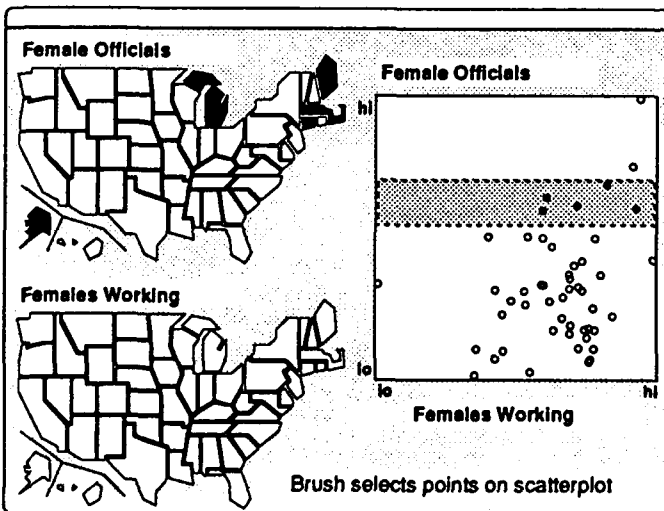 Female Officials
Female Officials
hi
Females Working
lo
lo
hi
Females Working
Brush selects points on scatterplot